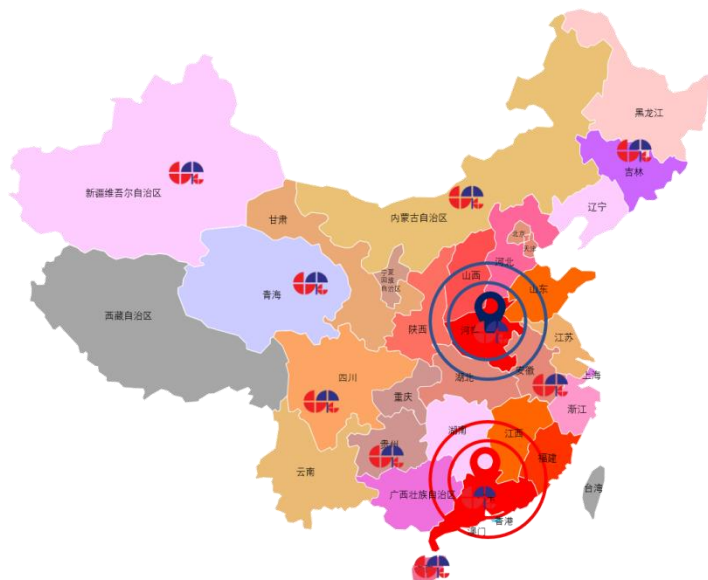 黑龙江
吉林
新疆维吾尔自治区
辽宁
甘肃
内蒙古自治区
北京
天津
河北
宁夏
回族
自治区
山西
青海
山东
西藏自治区
陕西
江苏
四川
湖北
安徽
上海
重庆
浙江
湖南
江西
贵州
福建
云南
广西壮族自治区
台湾
香港
澳门